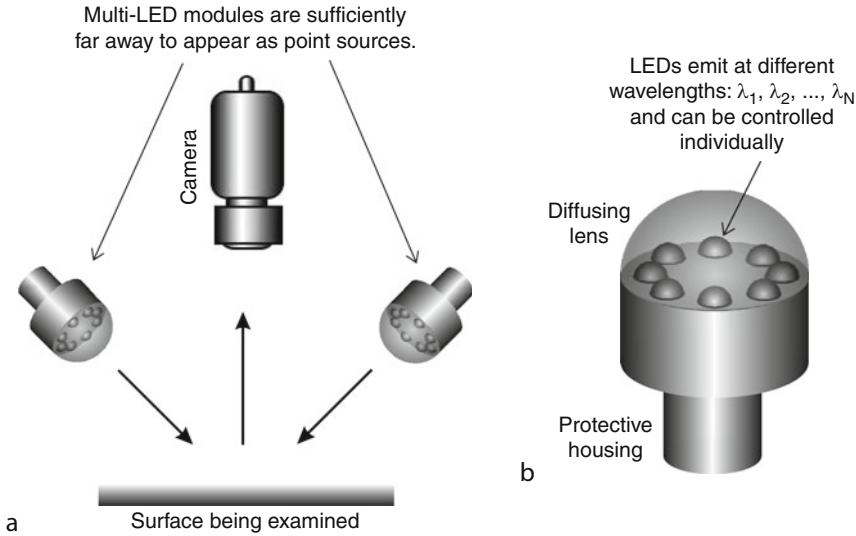 Multi-LED modules are sufficiently
far away to appear as point sources.
Camera
Surface being examined
a
LEDs emit at different
wavelengths: λ1, λ2, ..., λN
and can be controlled
individually
Diffusing
lens
Protective
housing
b